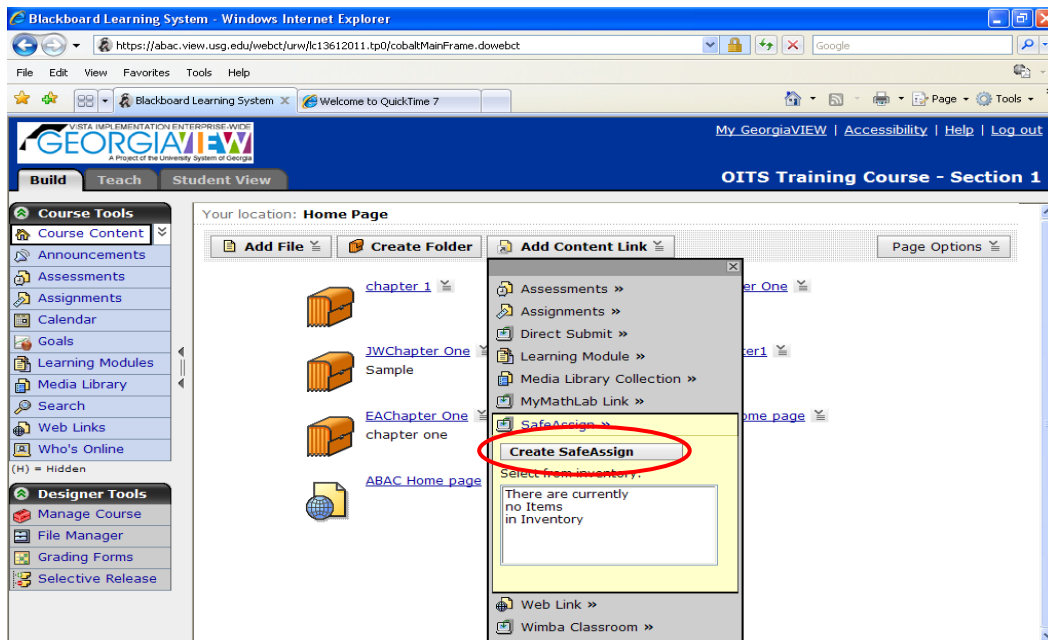 Blackboard Learning System - Windows Internet Explorer
https://abac.view.usg.edu/webct/urw/lc13612011.tp0/cobaltMainFrame.dowebct
Google
File Edit View Favorites Tools Help
Blackboard Learning System X Welcome to QuickTime 7
Page Tools
VISTA IMPLEMENTATION ENTERPRISE-WIDE
GEORGIAVIEW
A Project of the University System of Georgia
My GeorgiaVIEW | Accessibility | Help | Log out
Build Teach Student View
OITS Training Course - Section 1
Course Tools
Course Content
Announcements
Assessments
Assignments
Calendar
Goals
Learning Modules
Media Library
Search
Web Links
Who's Online
(H) = Hidden
Designer Tools
Manage Course
File Manager
Grading Forms
Selective Release
Your location: Home Page
Add File Create Folder Add Content Link Page Options
chapter 1
JWChapter One
Sample
EAChapter One
chapter one
ABAC Home page
Assessments »
Assignments »
Direct Submit »
Learning Module »
Media Library Collection »
MyMathLab Link »
SafeAssign »
Create SafeAssign
Select from inventory:
There are currently
no Items
in Inventory
Web Link »
Wimba Classroom »
er One
ter1
ome page